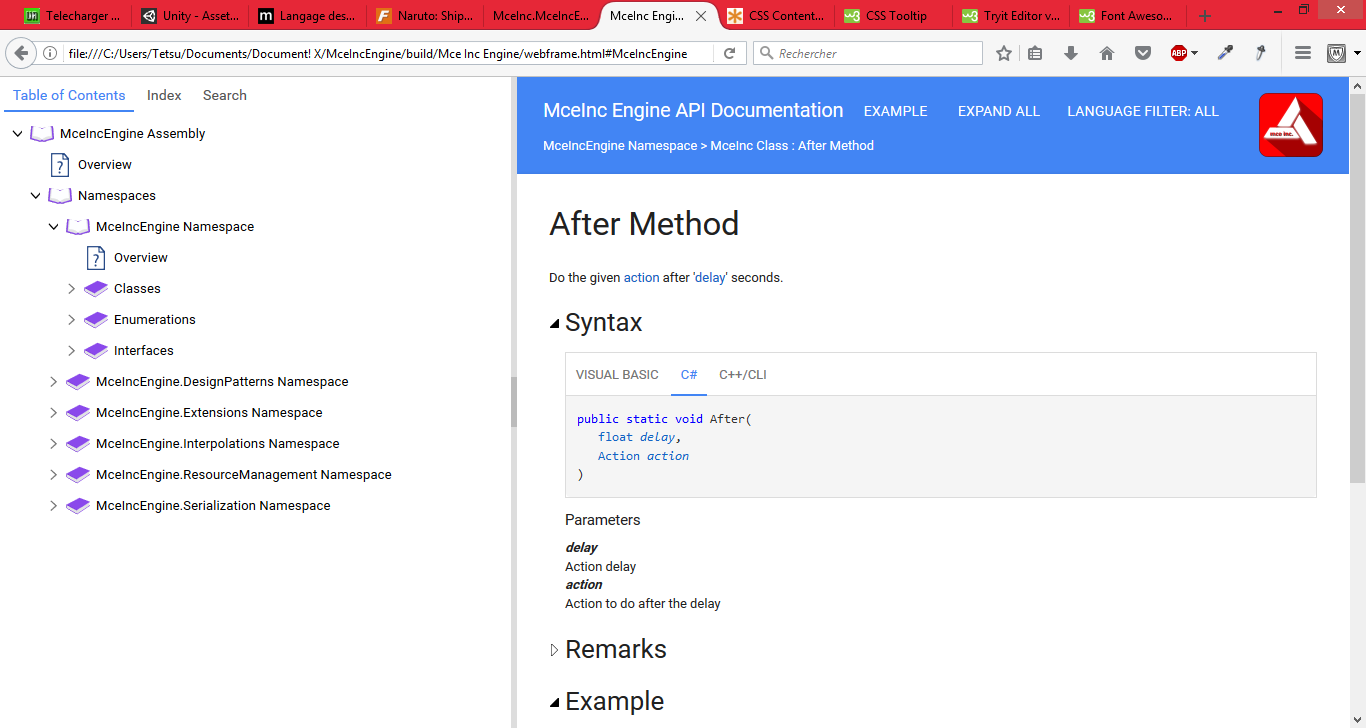 Telecharger ...
Unity - Asset...
Langage des...
Naruto: Ship...
MceInc.MceIncE...
MceInc Engi...
CSS Content...
CSS Tooltip
Tryit Editor v...
Font Aweso...
file:///C:/Users/Tetsu/Documents/Document! X/MceIncEngine/build/Mce Inc Engine/webframe.html#MceIncEngine
Rechercher
ABP
Table of Contents Index Search
MceIncEngine Assembly
Overview
Namespaces
MceIncEngine Namespace
Overview
Classes
Enumerations
Interfaces
MceIncEngine.DesignPatterns Namespace
MceIncEngine.Extensions Namespace
MceIncEngine.Interpolations Namespace
MceIncEngine.ResourceManagement Namespace
MceIncEngine.Serialization Namespace
MceInc Engine API Documentation EXAMPLE EXPAND ALL LANGUAGE FILTER: ALL
MceIncEngine Namespace > MceInc Class : After Method
mce inc.
After Method
Do the given action after 'delay' seconds.
Syntax
VISUAL BASIC C# C++/CLI
public static void After(
float delay,
Action action
)
Parameters
delay
Action delay
action
Action to do after the delay
Remarks
Example